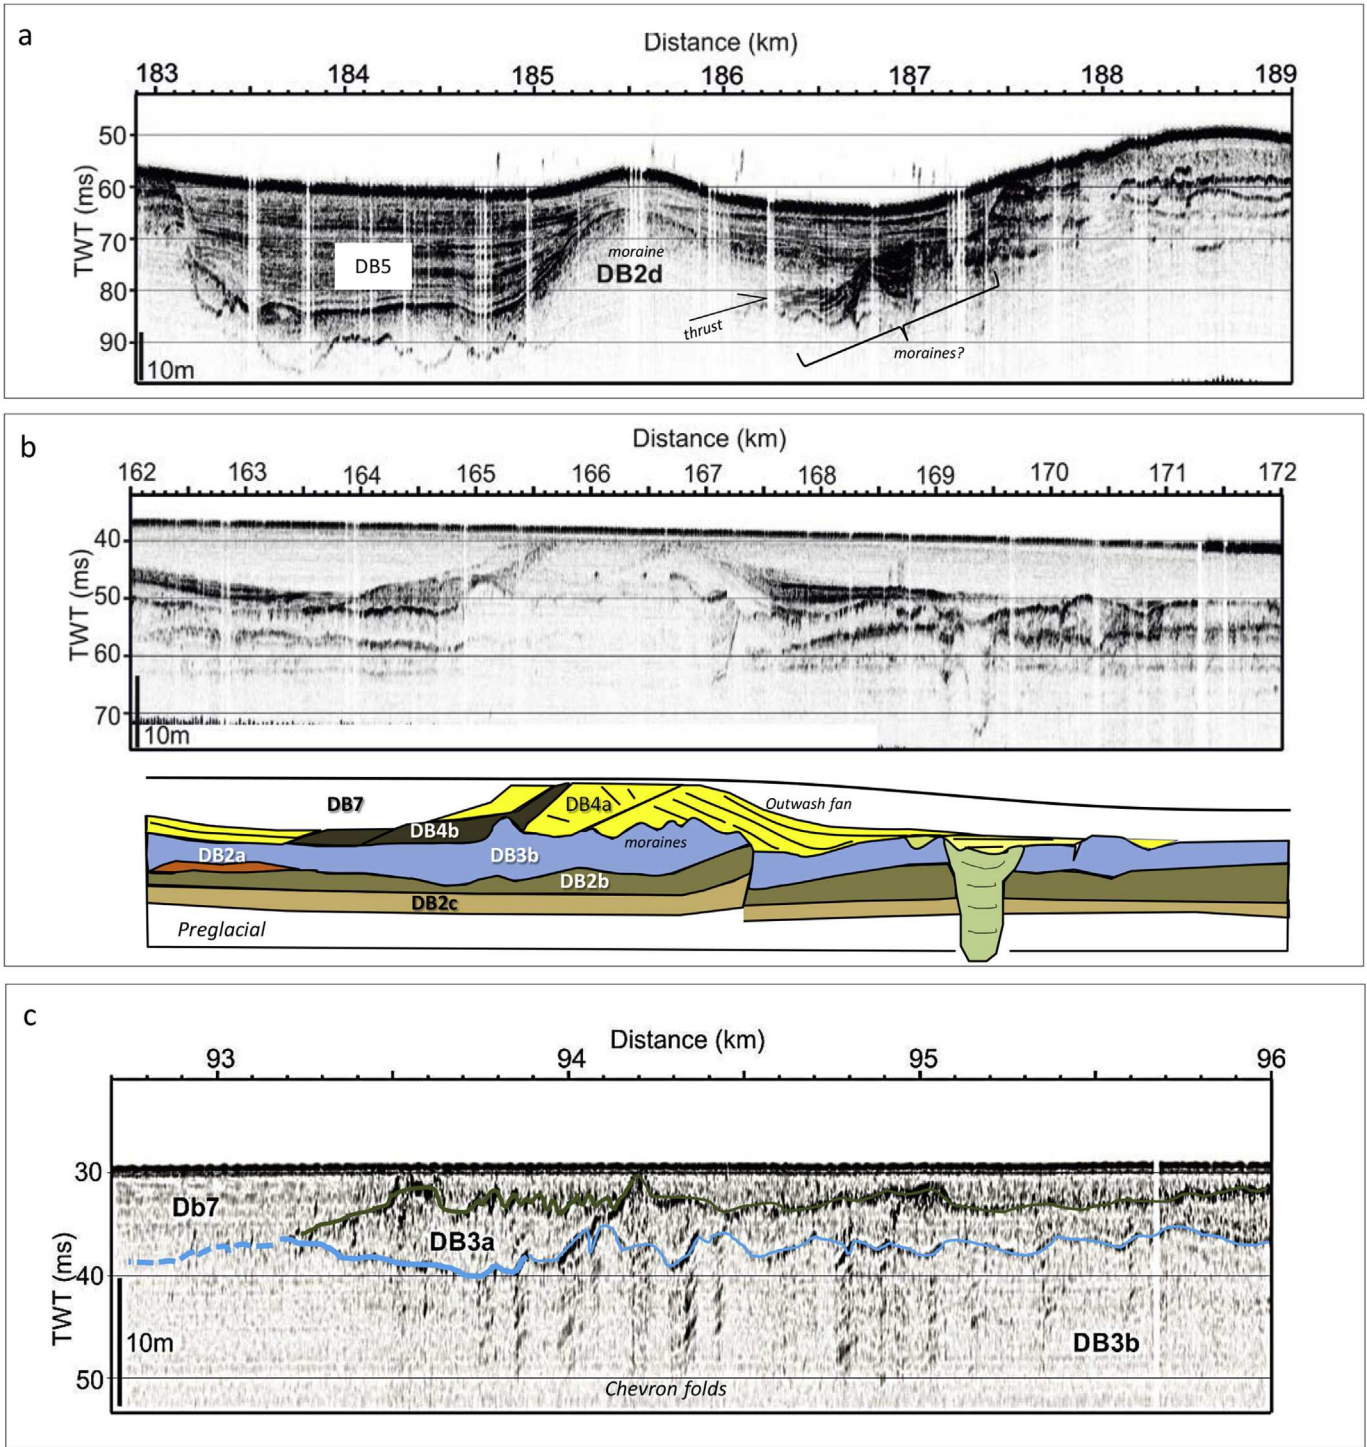 a
Distance (km)
183 184 185 186 187 188 189
50
60
70
80
90
TWT (ms)
DB5
moraine
DB2d
thrust
moraines?
10m
b
Distance (km)
162 163 164 165 166 167 168 169 170 171 172
40
50
60
70
TWT (ms)
10m
DB7
DB4a
Outwash fan
DB4b
moraines
DB2a
DB3b
DB2b
DB2c
Preglacial
c
Distance (km)
93 94 95 96
30
40
50
TWT (ms)
Db7
DB3a
10m
DB3b
Chevron folds